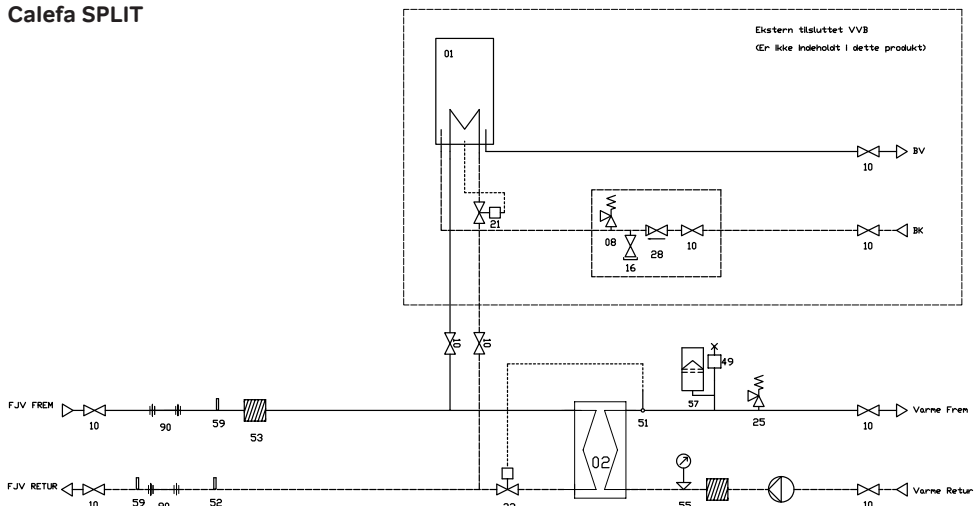 Calefa SPLIT
Ekstern tilsluttet VVB
(Er ikke indeholdt i dette produkt)
01
BV
10
21
08
16
28
10
BK
10
10
10
FJV FREM
10
90
59
53
02
51
57
49
25
Varme Frem
10
FJV RETUR
10
59
90
52
55
Varme Retur
10